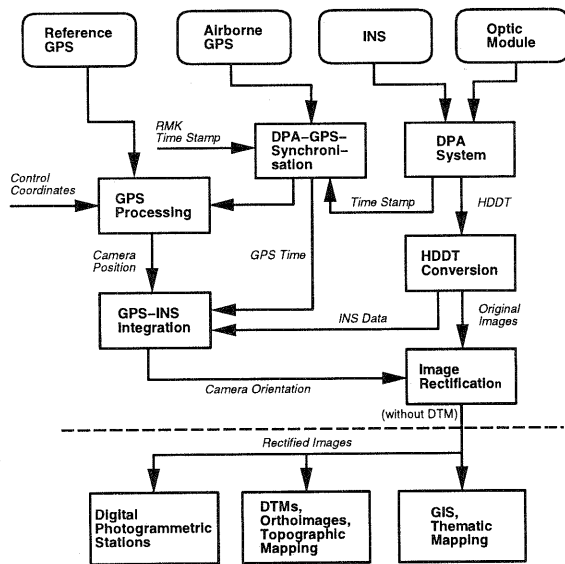 Reference
GPS
Airborne
GPS
INS
Optic
Module
RMK
Time Stamp
DPA-GPS-
Synchroni-
sation
DPA
System
Control
Coordinates
GPS
Processing
Time Stamp
HDDT
Camera
Position
GPS Time
HDDT
Conversion
GPS-INS
Integration
INS Data
Original
Images
Camera Orientation
Image
Rectification
(without DTM)
Rectified Images
Digital
Photogrammetric
Stations
DTMs,
Orthoimages,
Topographic
Mapping
GIS,
Thematic
Mapping